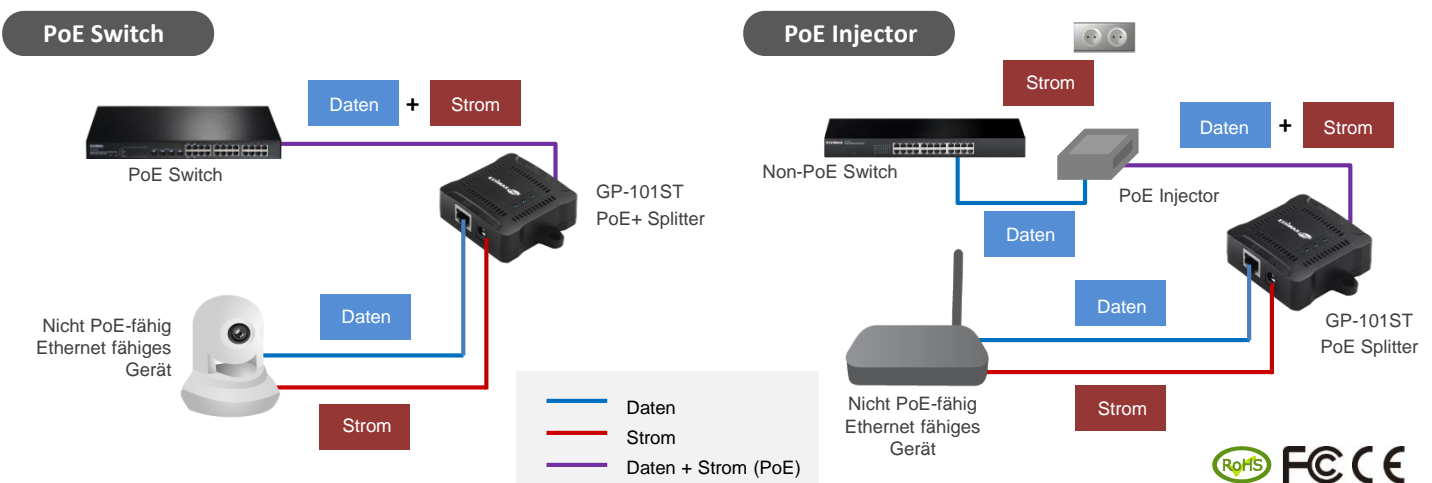 PoE Switch
Daten + Strom
PoE Switch
GP-101ST
PoE+ Splitter
Daten
Nicht PoE-fähig
Ethernet fähiges
Gerät
Strom
Daten
Strom
Daten + Strom (PoE)
PoE Injector
Strom
Daten + Strom
Non-PoE Switch
PoE Injector
Daten
Daten
GP-101ST
PoE Splitter
Nicht PoE-fähig
Ethernet fähiges
Gerät
Strom
RoHS FC CE